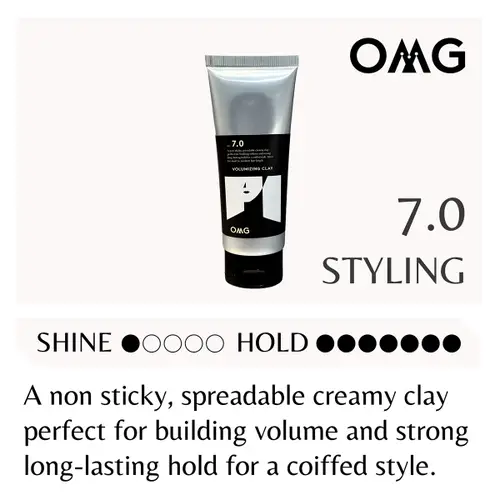 OMG
7.0
VOLUMIZING CLAY
P1
OMG
7.0
STYLING
SHINE HOLD
A non sticky, spreadable creamy clay
perfect for building volume and strong
long-lasting hold for a coiffed style.